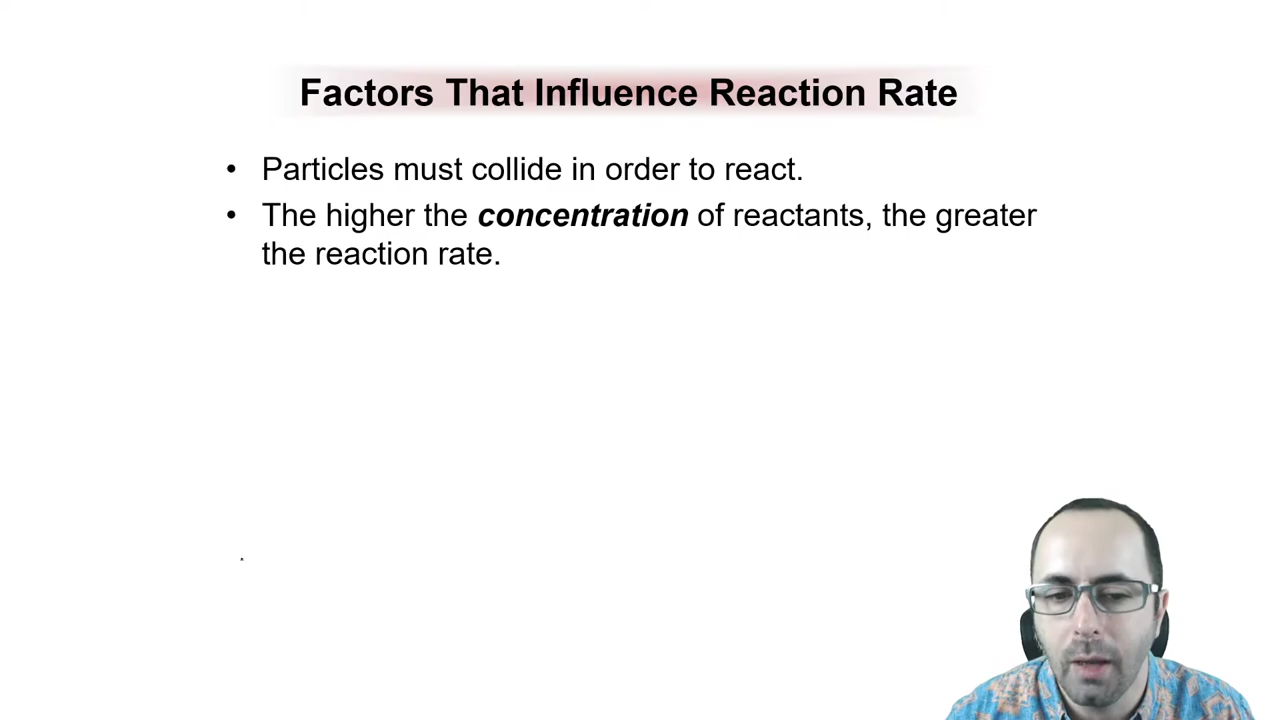 Factors That Influence Reaction Rate
• Particles must collide in order to react.
• The higher the concentration of reactants, the greater
the reaction rate.